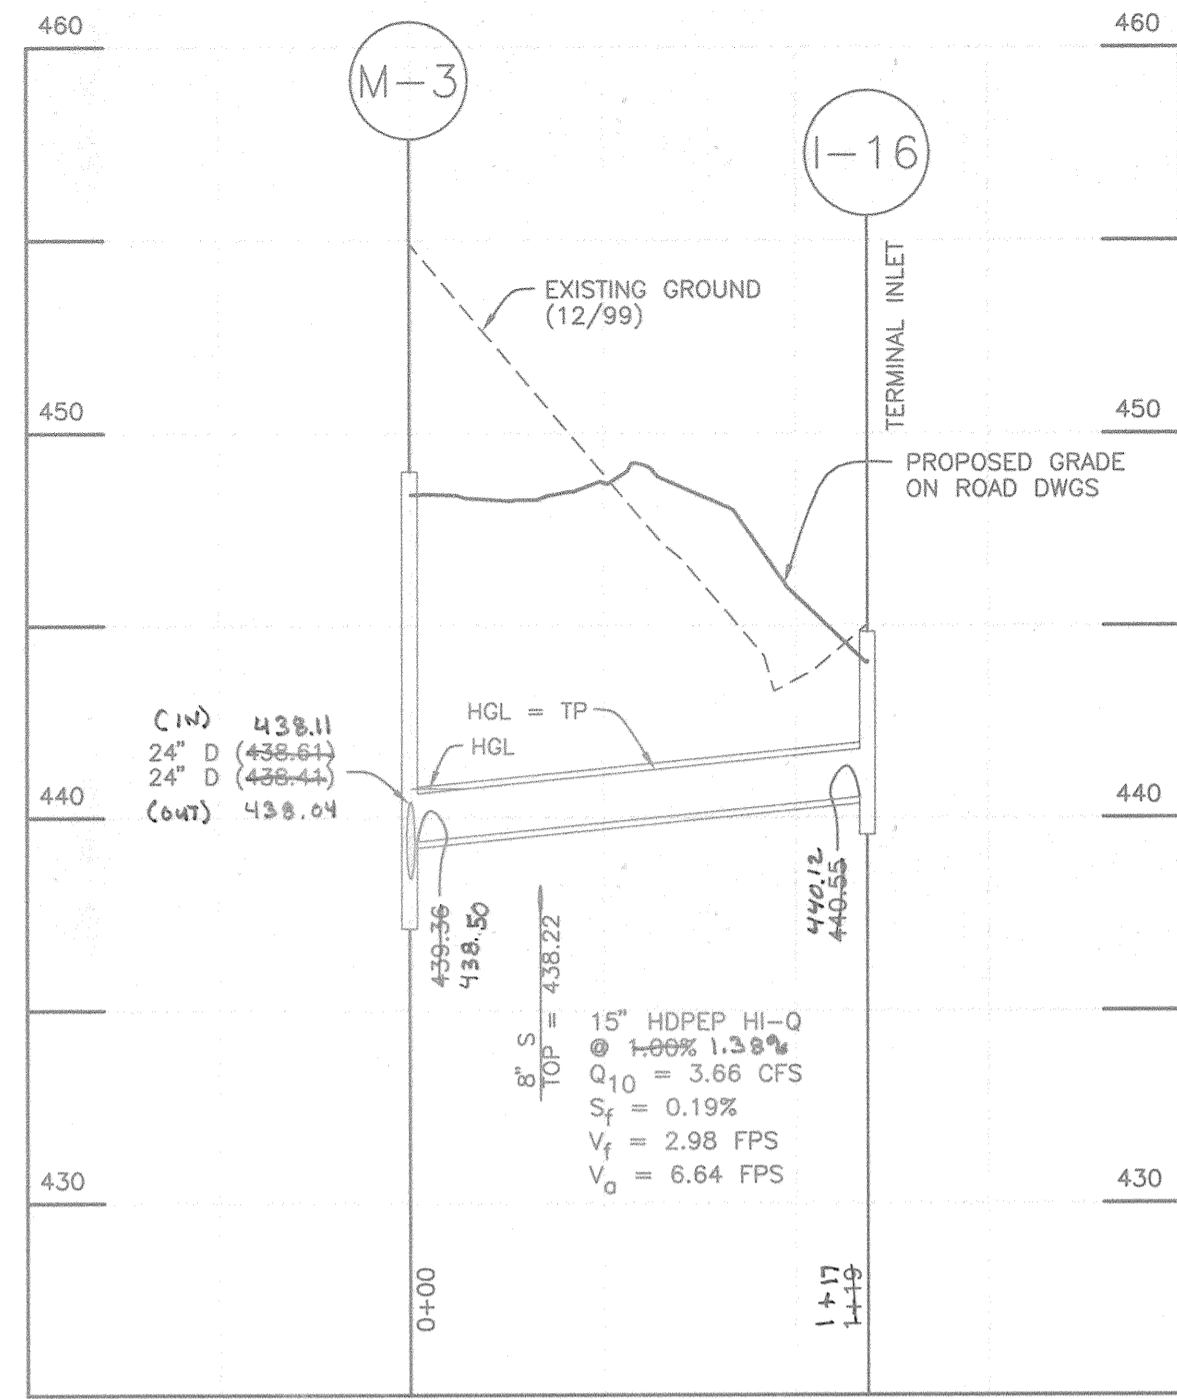 460
460
M-3
I-16
TERMINAL INLET
EXISTING GROUND
(12/99)
450
450
PROPOSED GRADE
ON ROAD DWGS
HGL = TP
HGL
(IN) 438.11
24" D (438.61)
24" D (438.41)
(OUT) 438.04
440
440
439.36
438.50
440.12
440.55
8" S
TOP = 438.22
15" HDPEP HI-Q
@ 1.00% 1.38%
Q10 = 3.66 CFS
Sf = 0.19%
Vf = 2.98 FPS
Va = 6.64 FPS
430
430
0+00
1+17
1+19